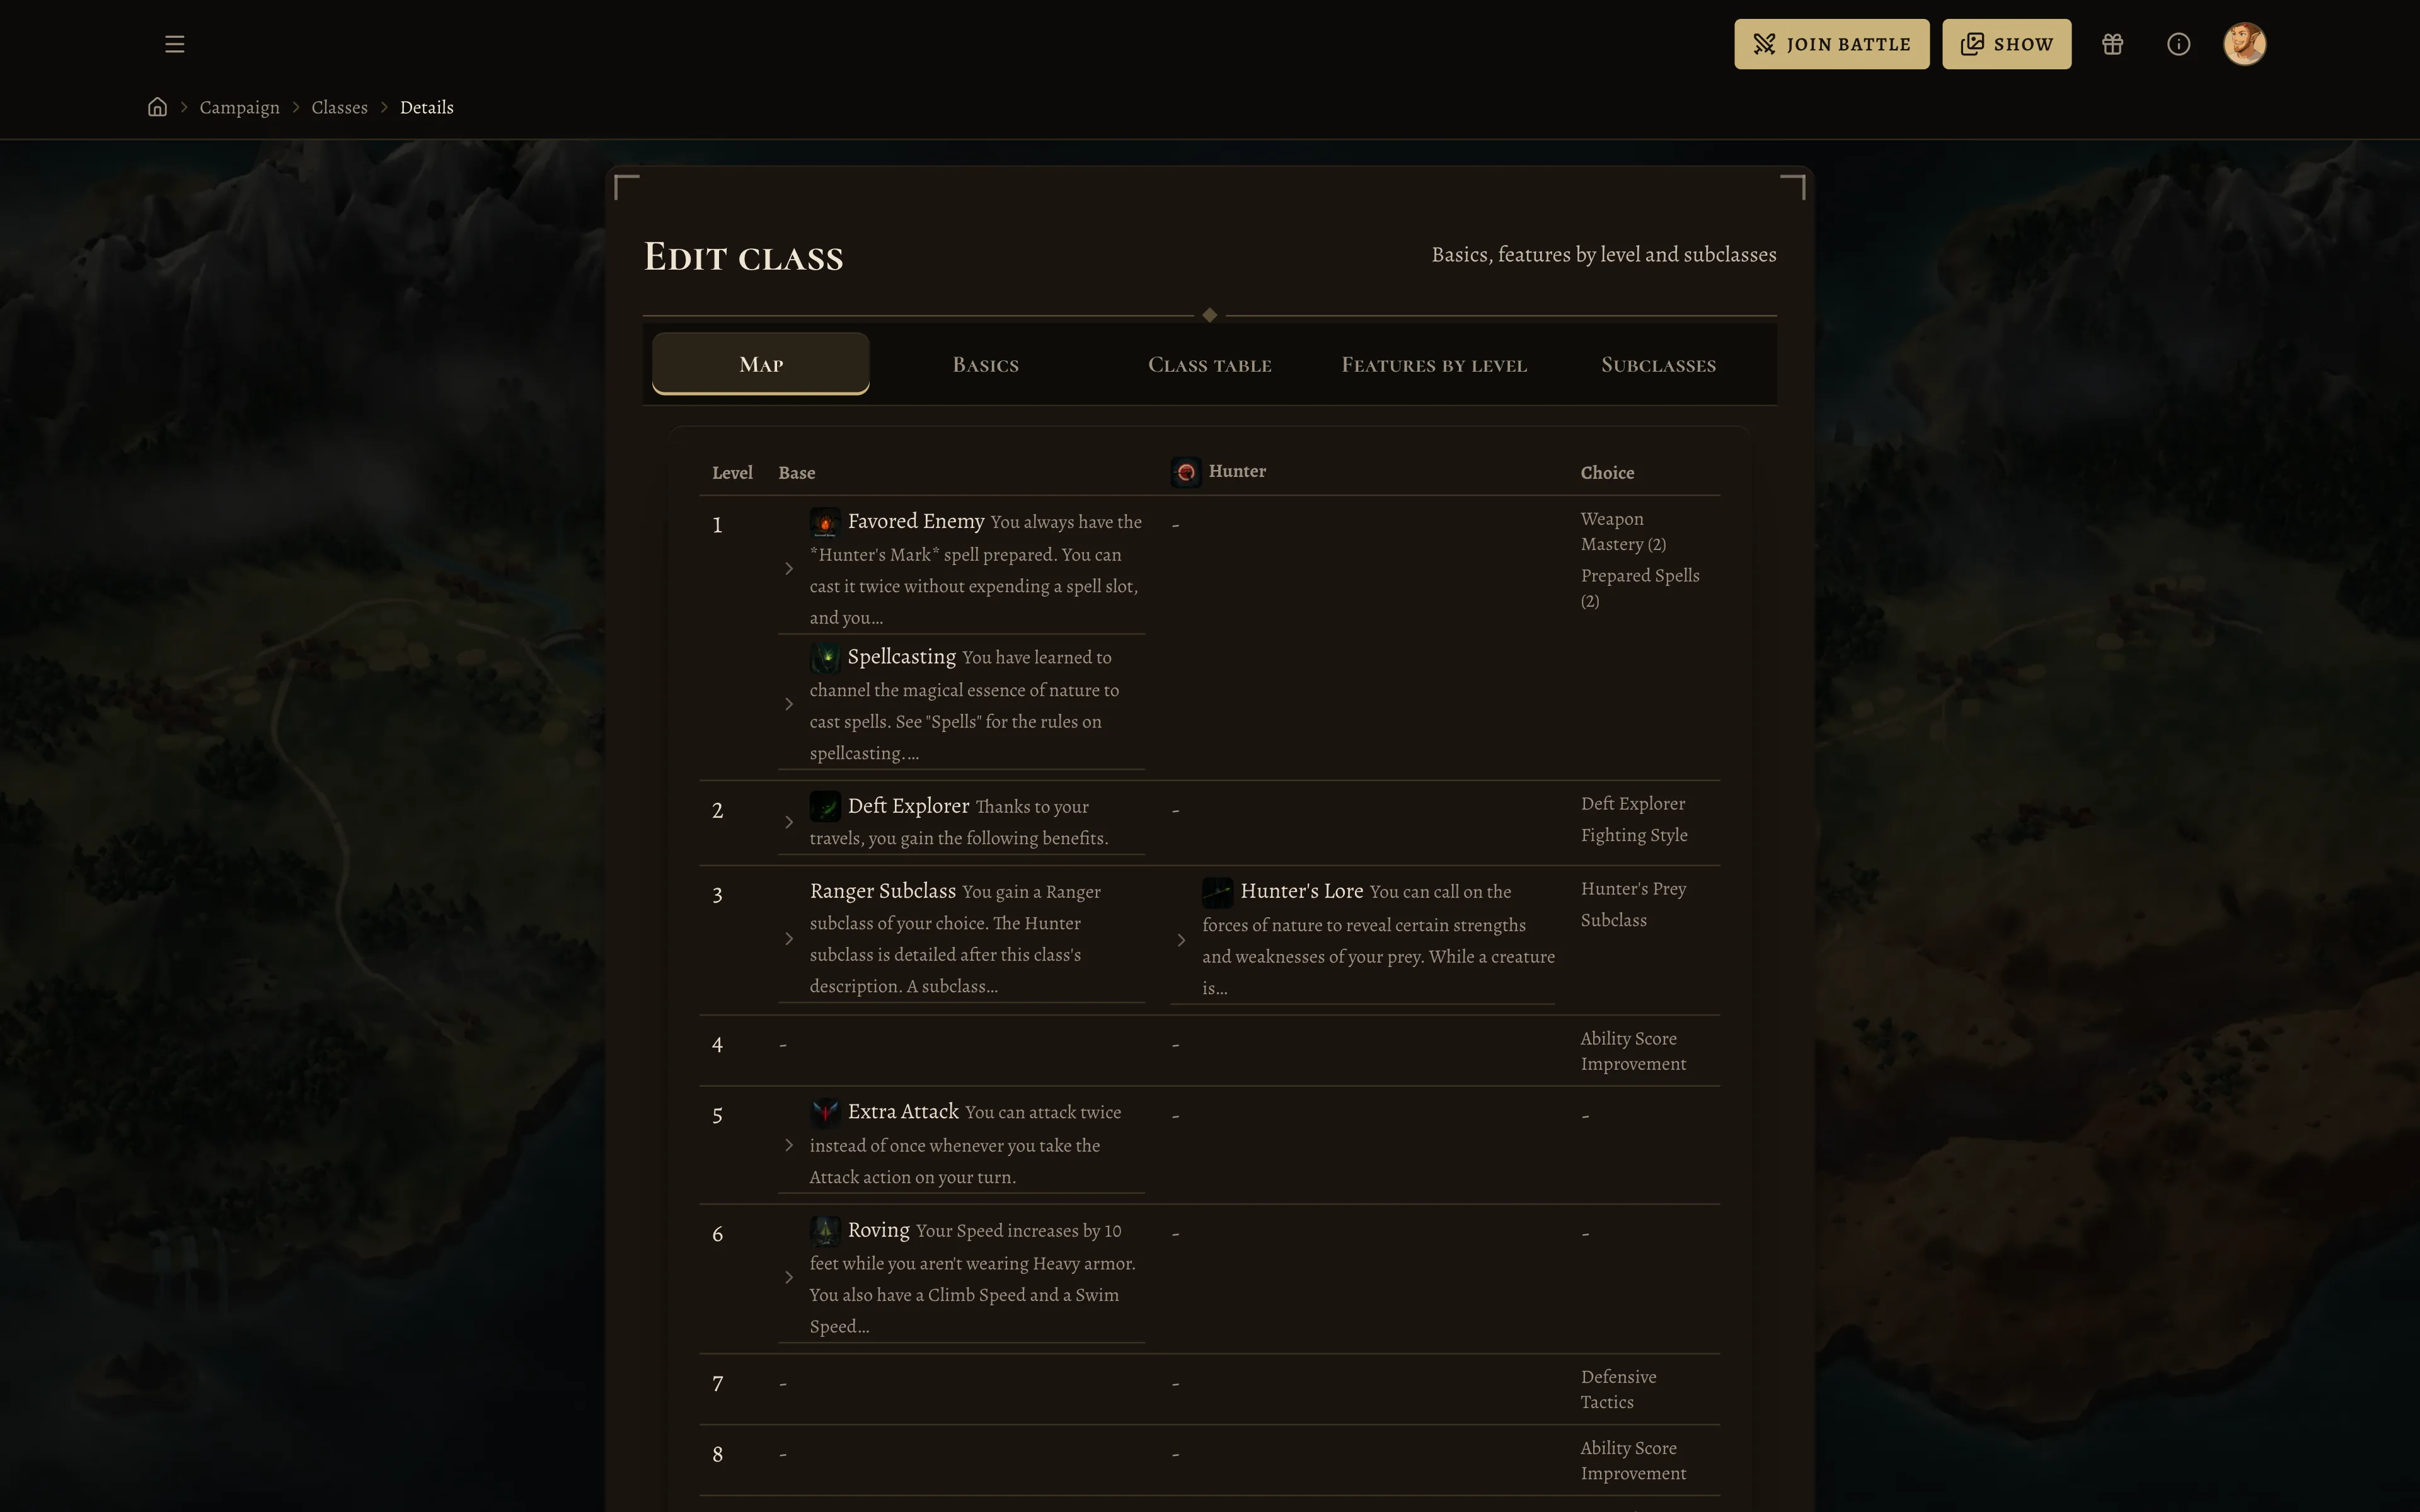 JOIN BATTLE
SHOW
Campaign
Classes
Details
Edit class
Basics, features by level and subclasses
Map
Basics
Class table
Features by level
Subclasses
Level
Base
Hunter
Choice
1
Favored Enemy You always have the
*Hunter's Mark* spell prepared. You can
cast it twice without expending a spell slot,
and you...
Spellcasting You have learned to
channel the magical essence of nature to
cast spells. See "Spells" for the rules on
spellcasting....
-
Weapon
Mastery (2)
Prepared Spells
(2)
2
Deft Explorer Thanks to your
travels, you gain the following benefits.
-
Deft Explorer
Fighting Style
3
Ranger Subclass You gain a Ranger
subclass of your choice. The Hunter
subclass is detailed after this class's
description. A subclass...
Hunter's Lore You can call on the
forces of nature to reveal certain strengths
and weaknesses of your prey. While a creature
is...
Hunter's Prey
Subclass
4
-
-
Ability Score
Improvement
5
Extra Attack You can attack twice
instead of once whenever you take the
Attack action on your turn.
-
-
6
Roving Your Speed increases by 10
feet while you aren't wearing Heavy armor.
You also have a Climb Speed and a Swim
Speed...
-
-
7
-
-
Defensive
Tactics
8
-
-
Ability Score
Improvement